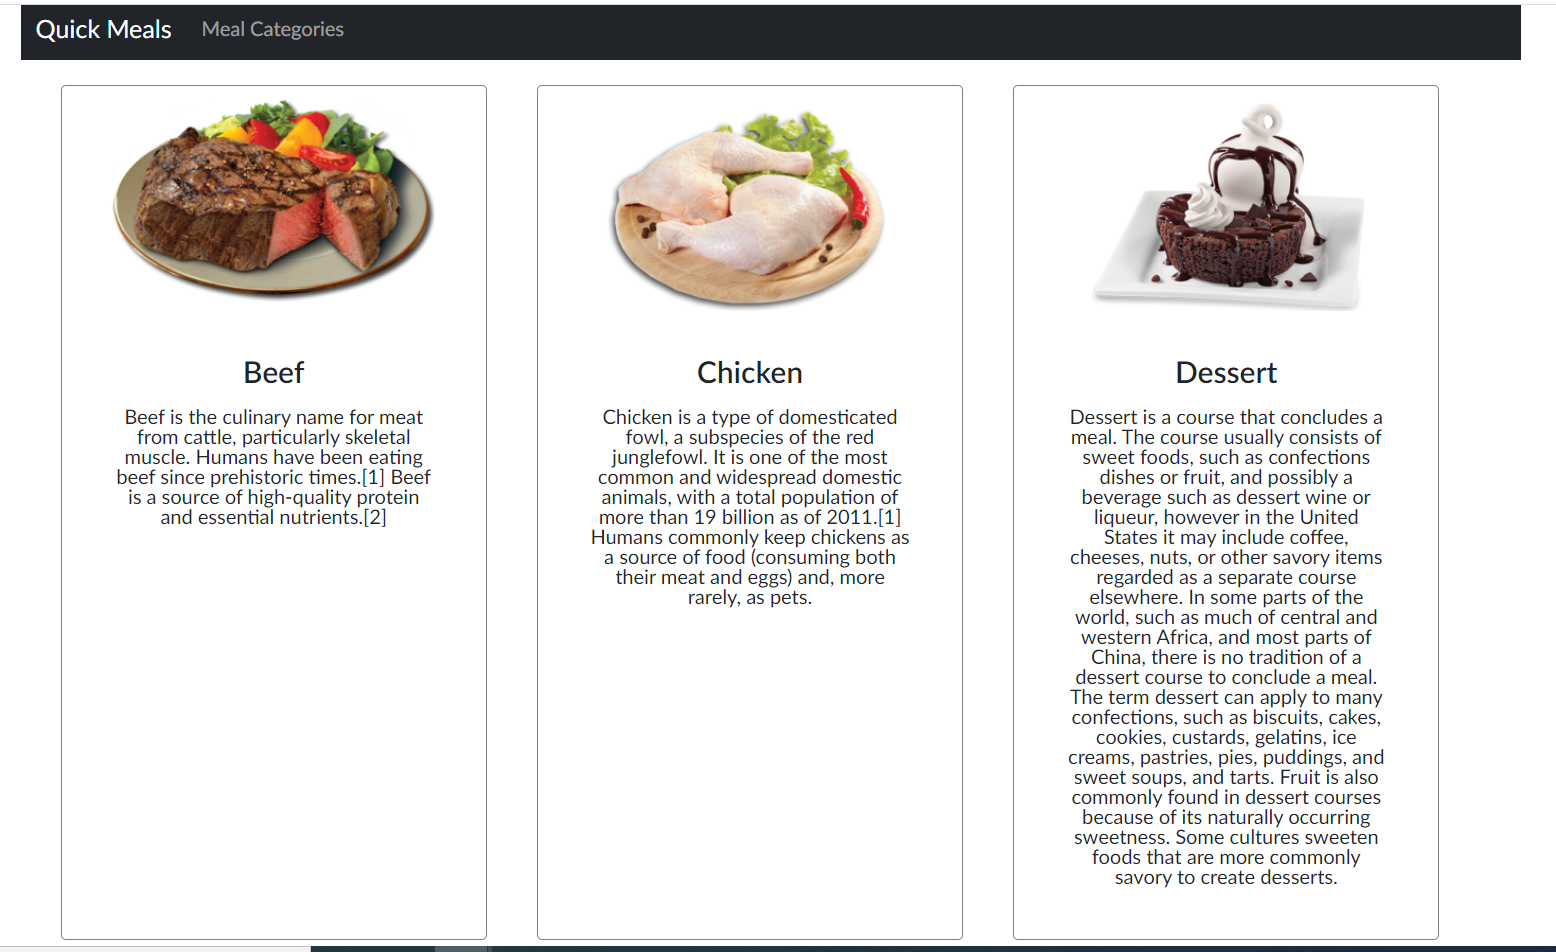 Quick Meals Meal Categories
Beef
Beef is the culinary name for meat
from cattle, particularly skeletal
muscle. Humans have been eating
beef since prehistoric times.[1] Beef
is a source of high-quality protein
and essential nutrients.[2]
Chicken
Chicken is a type of domesticated
fowl, a subspecies of the red
junglefowl. It is one of the most
common and widespread domestic
animals, with a total population of
more than 19 billion as of 2011.[1]
Humans commonly keep chickens as
a source of food (consuming both
their meat and eggs) and, more
rarely, as pets.
Dessert
Dessert is a course that concludes a
meal. The course usually consists of
sweet foods, such as confections
dishes or fruit, and possibly a
beverage such as dessert wine or
liqueur, however in the United
States it may include coffee,
cheeses, nuts, or other savory items
regarded as a separate course
elsewhere. In some parts of the
world, such as much of central and
western Africa, and most parts of
China, there is no tradition of a
dessert course to conclude a meal.
The term dessert can apply to many
confections, such as biscuits, cakes,
cookies, custards, gelatins, ice
creams, pastries, pies, puddings, and
sweet soups, and tarts. Fruit is also
commonly found in dessert courses
because of its naturally occurring
sweetness. Some cultures sweeten
foods that are more commonly
savory to create desserts.